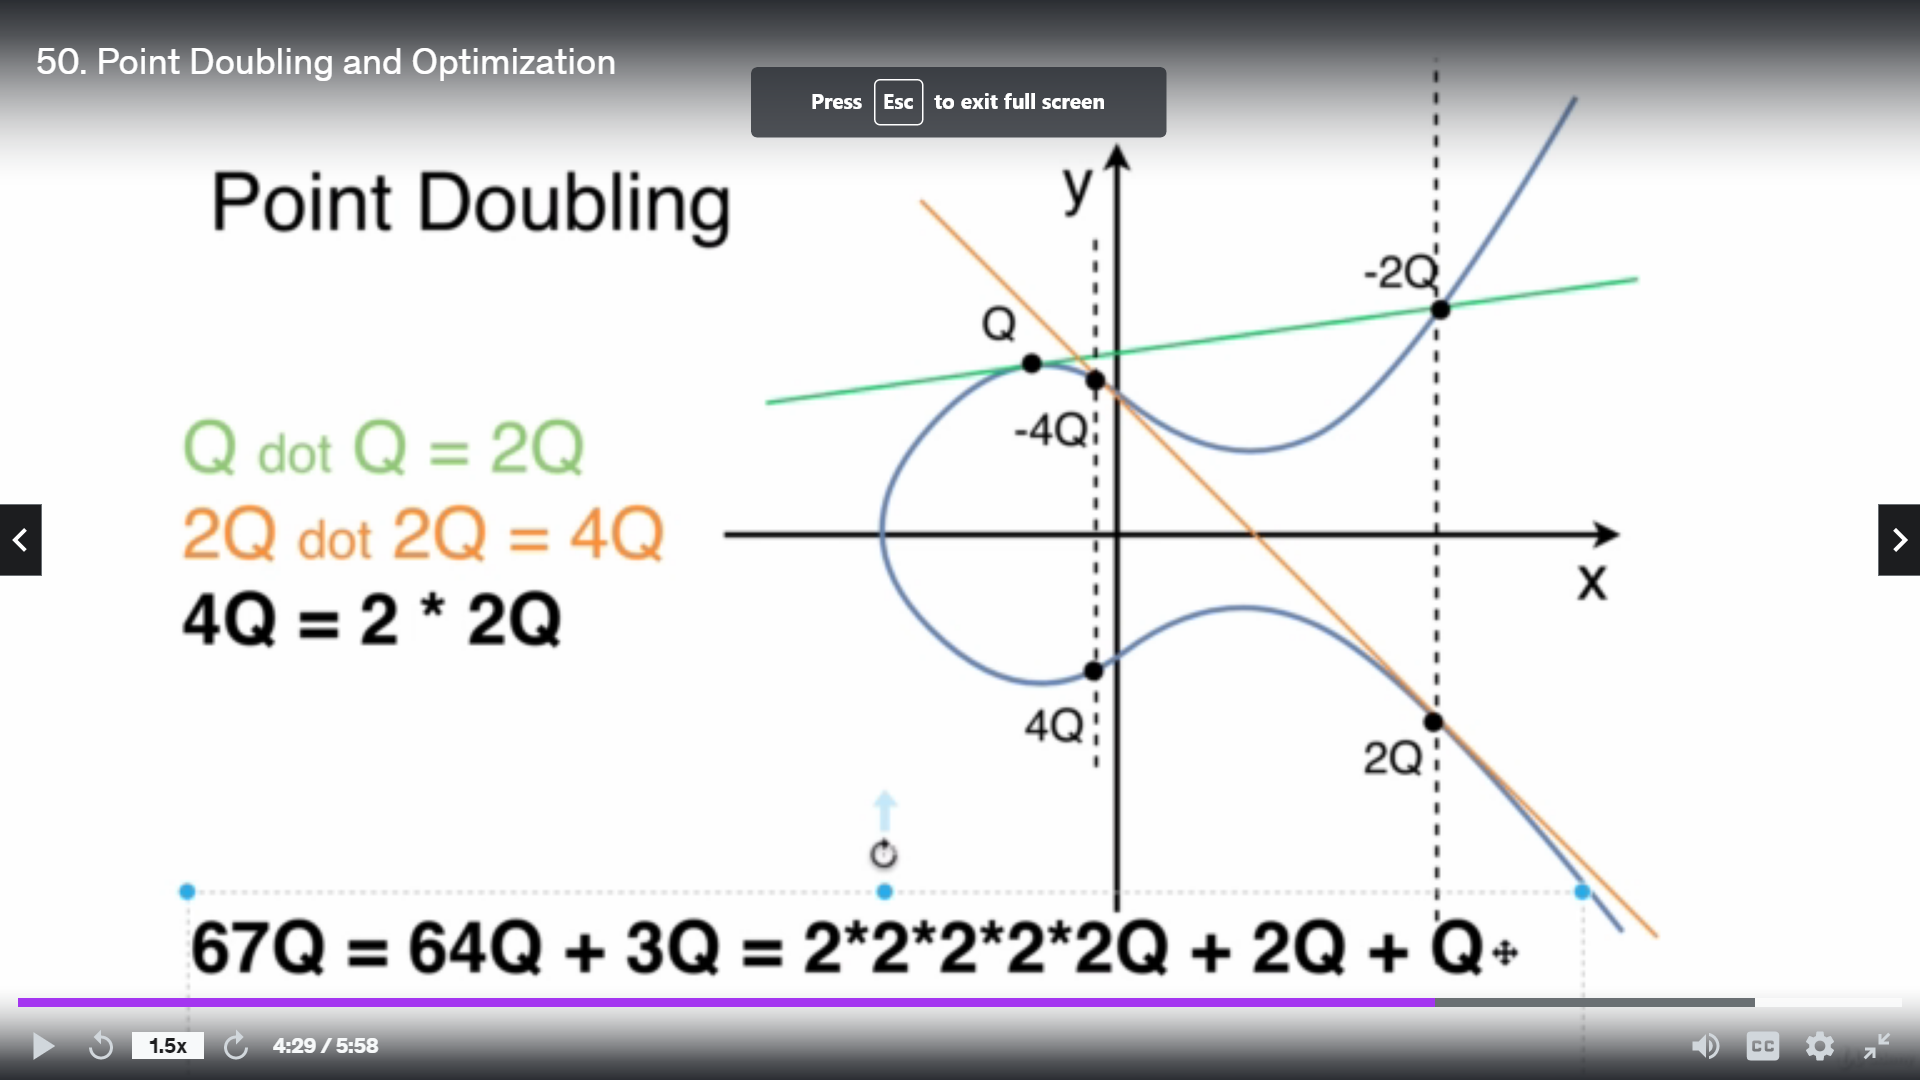 50. Point Doubling and Optimization
Press Esc to exit full screen
Point Doubling
y
-2Q
Q
-4Q
Q dot Q = 2Q
2Q dot 2Q = 4Q
4Q = 2 * 2Q
x
4Q
2Q
67Q = 64Q + 3Q = 2*2*2*2*2Q + 2Q + Q
1.5x
4:29 / 5:58
CC